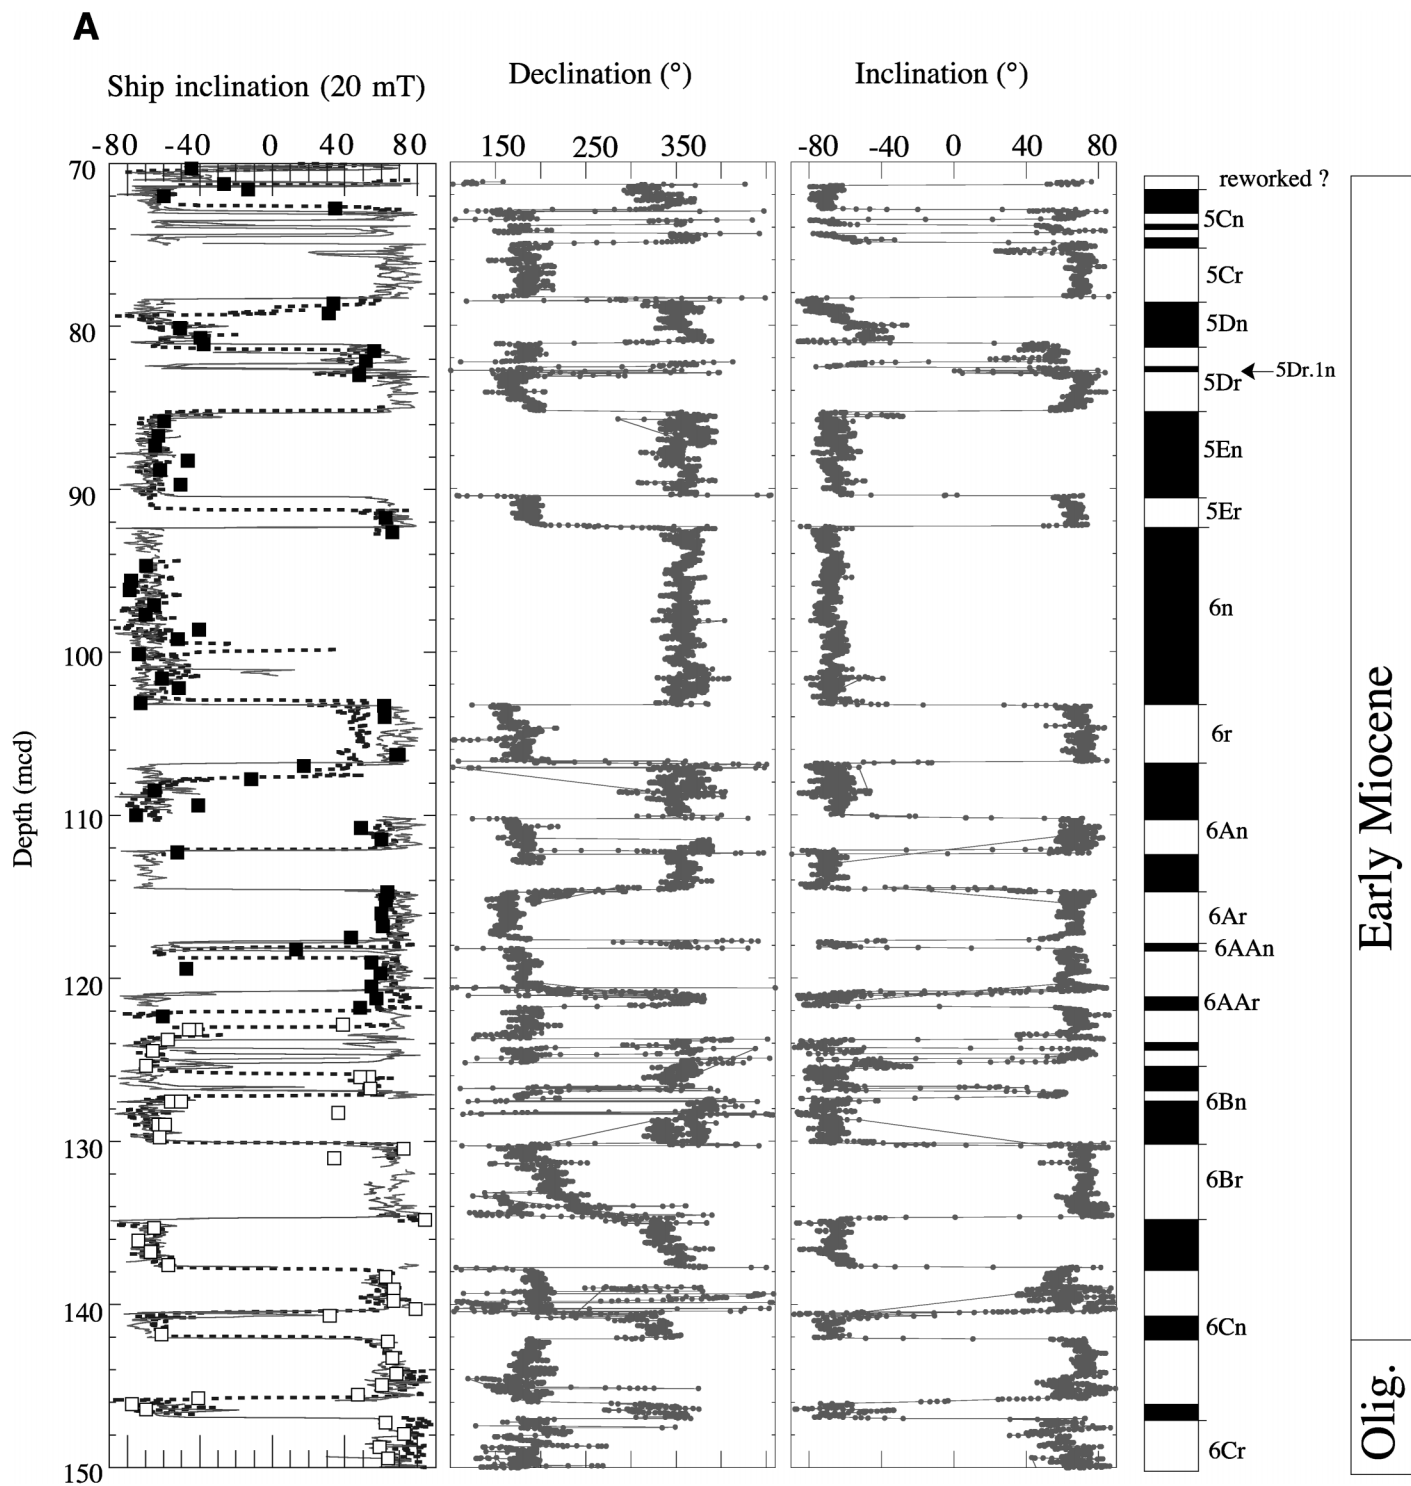 A
Ship inclination (20 mT)
Declination (°)
Inclination (°)
-80 -40 0 40 80
150 250 350
-80 -40 0 40 80
70
80
90
100
110
120
130
140
150
Depth (mcd)
reworked ?
5Cn
5Cr
5Dn
5Dr.1n
5Dr
5En
5Er
6n
6r
6An
6Ar
6AAn
6AAr
6Bn
6Br
6Cn
6Cr
Early Miocene
Olig.